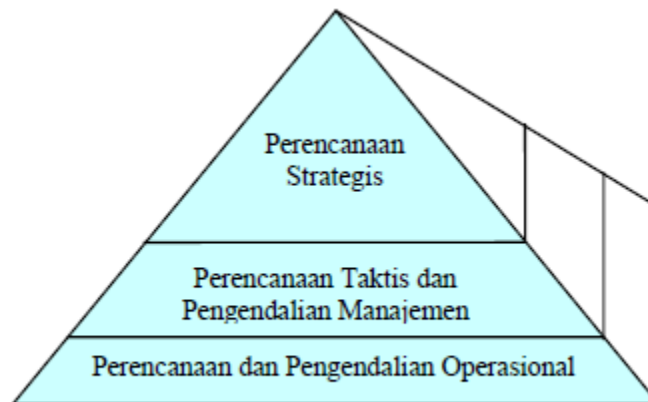 Perencanaan
Strategis
Perencanaan Taktis dan
Pengendalian Manajemen
Perencanaan dan Pengendalian Operasional